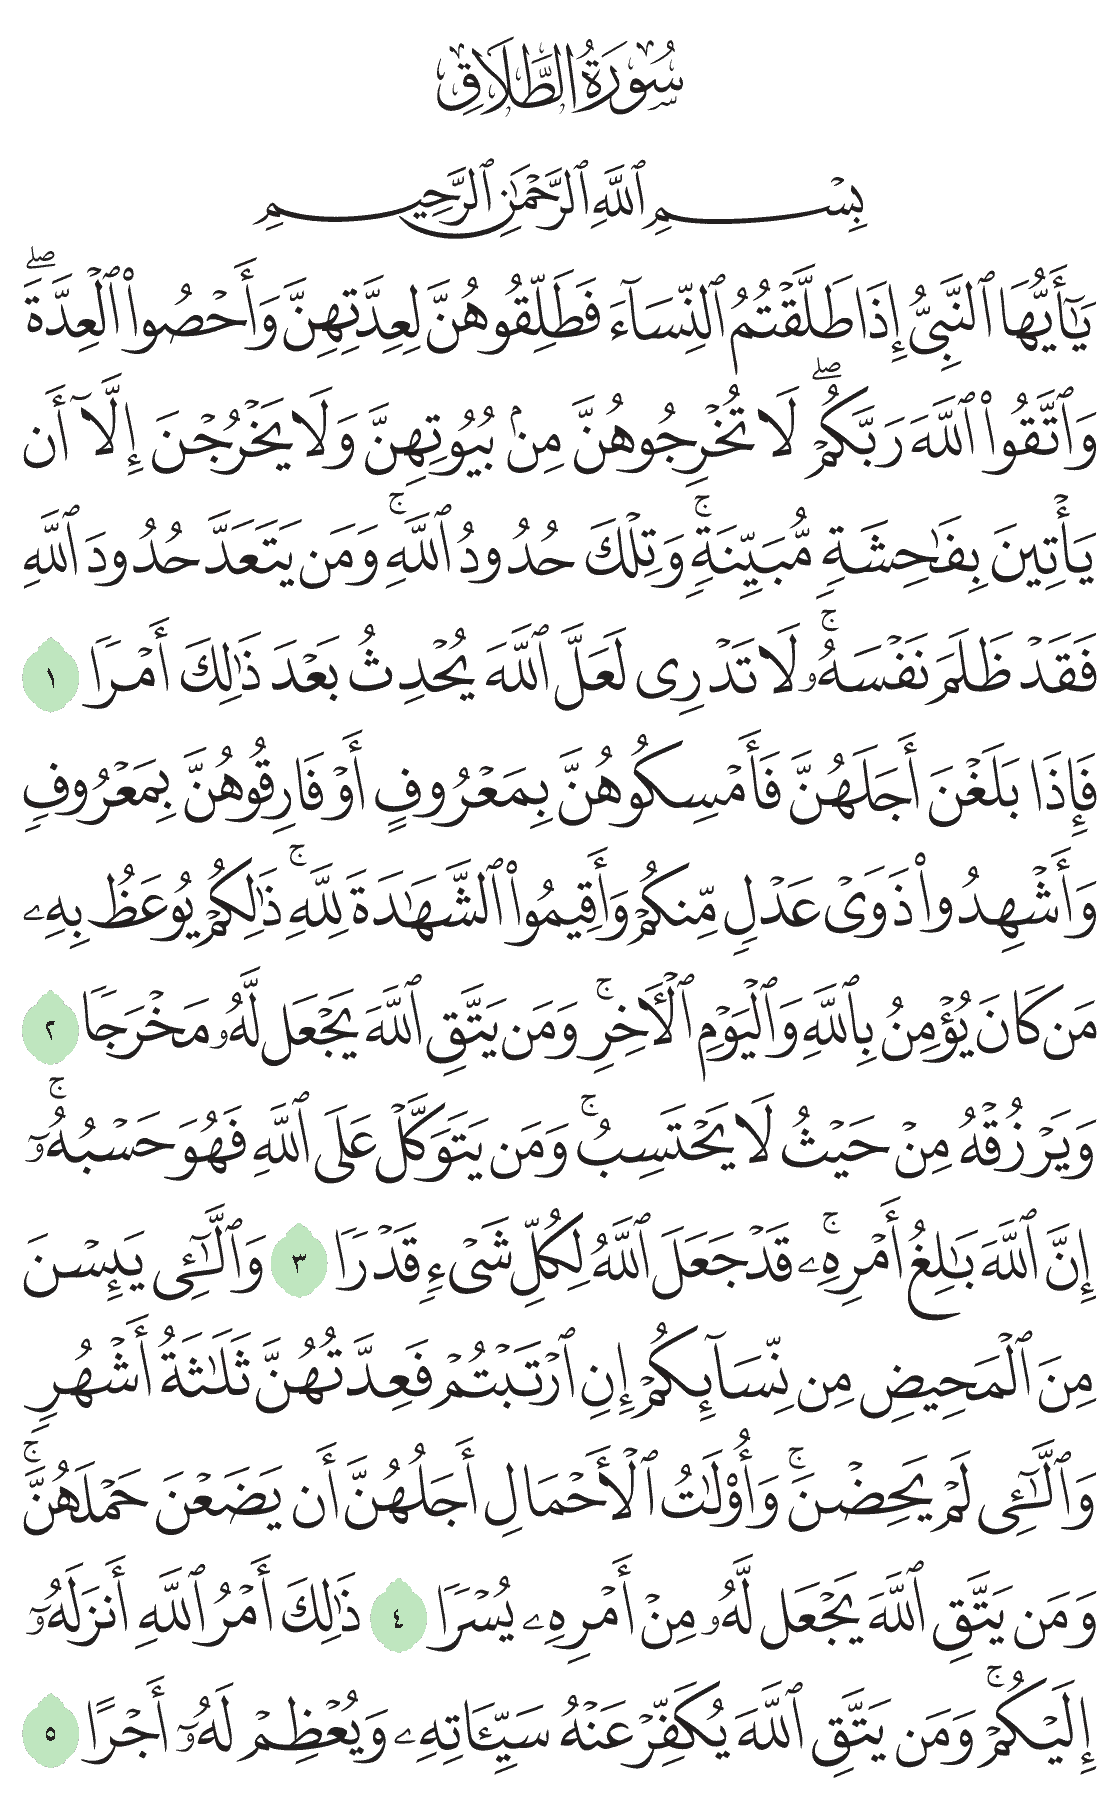 سُورَةُ الطَّلَاقِ
بِسْمِ ٱللَّهِ ٱلرَّحْمَٰنِ ٱلرَّحِيمِ
يَٰٓأَيُّهَا ٱلنَّبِىُّ إِذَا طَلَّقْتُمُ ٱلنِّسَآءَ فَطَلِّقُوهُنَّ لِعِدَّتِهِنَّ وَأَحْصُوا۟ ٱلْعِدَّةَ ۖ
وَٱتَّقُوا۟ ٱللَّهَ رَبَّكُمْ ۖ لَا تُخْرِجُوهُنَّ مِنۢ بُيُوتِهِنَّ وَلَا يَخْرُجْنَ إِلَّآ أَن
يَأْتِينَ بِفَٰحِشَةٍ مُّبَيِّنَةٍ ۚ وَتِلْكَ حُدُودُ ٱللَّهِ ۚ وَمَن يَتَعَدَّ حُدُودَ ٱللَّهِ
فَقَدْ ظَلَمَ نَفْسَهُۥ ۚ لَا تَدْرِى لَعَلَّ ٱللَّهَ يُحْدِثُ بَعْدَ ذَٰلِكَ أَمْرًا ١
فَإِذَا بَلَغْنَ أَجَلَهُنَّ فَأَمْسِكُوهُنَّ بِمَعْرُوفٍ أَوْ فَارِقُوهُنَّ بِمَعْرُوفٍ
وَأَشْهِدُوا۟ ذَوَىْ عَدْلٍ مِّنكُمْ وَأَقِيمُوا۟ ٱلشَّهَٰدَةَ لِلَّهِ ۚ ذَٰلِكُمْ يُوعَظُ بِهِۦ
مَن كَانَ يُؤْمِنُ بِٱللَّهِ وَٱلْيَوْمِ ٱلْءَاخِرِ ۚ وَمَن يَتَّقِ ٱللَّهَ يَجْعَل لَّهُۥ مَخْرَجًا ٢
وَيَرْزُقْهُ مِنْ حَيْثُ لَا يَحْتَسِبُ ۚ وَمَن يَتَوَكَّلْ عَلَى ٱللَّهِ فَهُوَ حَسْبُهُۥٓ ۚ
إِنَّ ٱللَّهَ بَٰلِغُ أَمْرِهِۦ ۚ قَدْ جَعَلَ ٱللَّهُ لِكُلِّ شَىْءٍ قَدْرًا ٣ وَٱلَّٰٓـِٔى يَئِسْنَ
مِنَ ٱلْمَحِيضِ مِن نِّسَآئِكُمْ إِنِ ٱرْتَبْتُمْ فَعِدَّتُهُنَّ ثَلَٰثَةُ أَشْهُرٍ
وَٱلَّٰٓـِٔى لَمْ يَحِضْنَ ۚ وَأُو۟لَٰتُ ٱلْأَحْمَالِ أَجَلُهُنَّ أَن يَضَعْنَ حَمْلَهُنَّ ۚ
وَمَن يَتَّقِ ٱللَّهَ يَجْعَل لَّهُۥ مِنْ أَمْرِهِۦ يُسْرًا ٤ ذَٰلِكَ أَمْرُ ٱللَّهِ أَنزَلَهُۥٓ
إِلَيْكُمْ ۚ وَمَن يَتَّقِ ٱللَّهَ يُكَفِّرْ عَنْهُ سَيِّـَٔاتِهِۦ وَيُعْظِمْ لَهُۥٓ أَجْرًا ٥